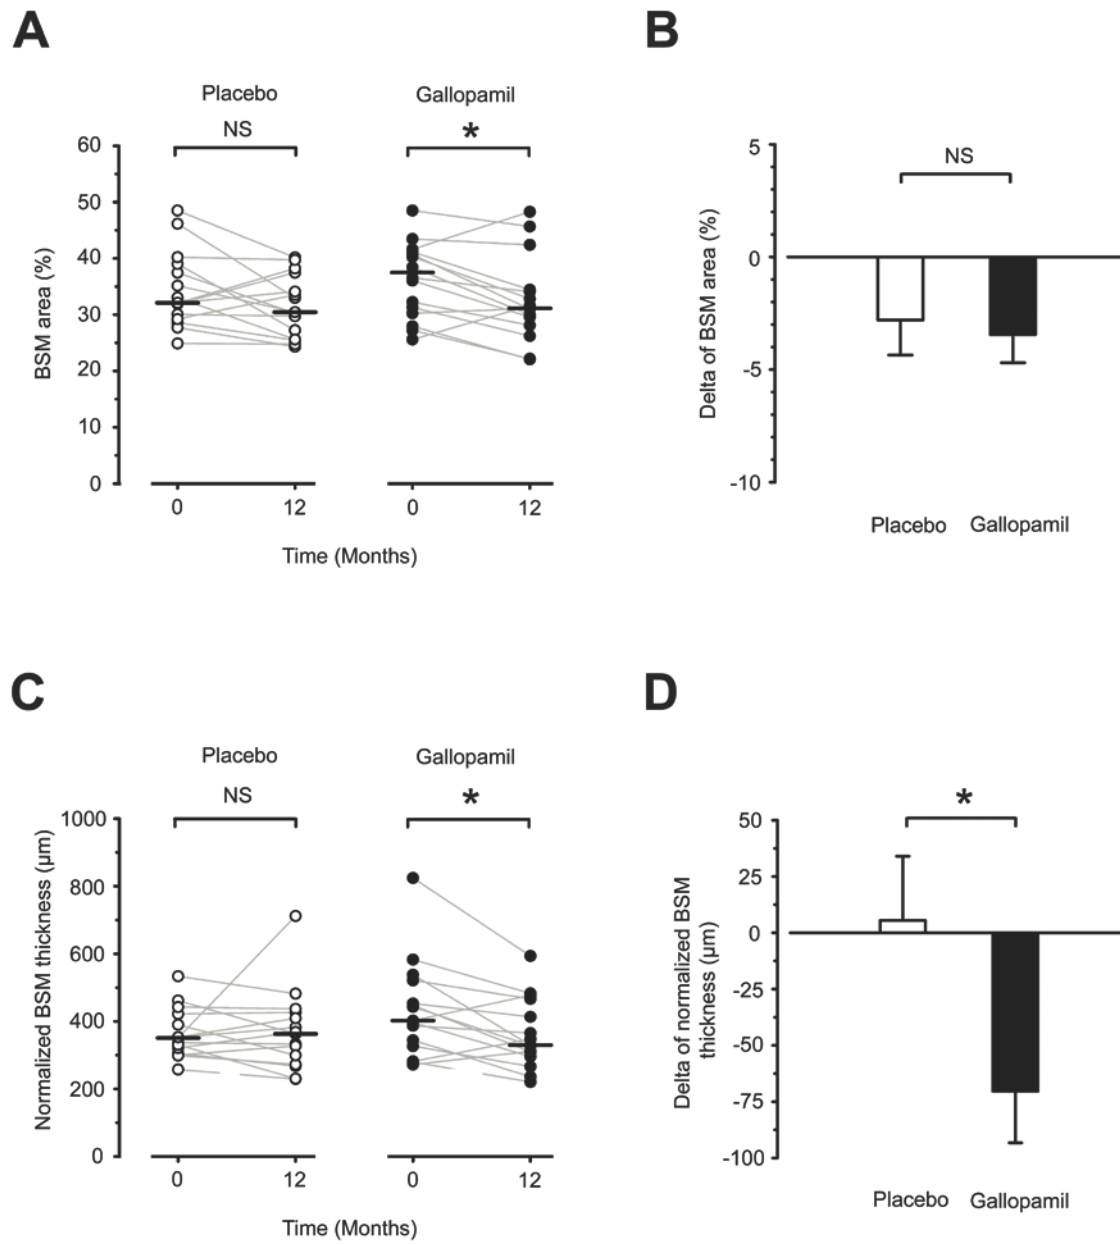 A
Placebo
Gallopamil
NS
*
BSM area (%)
60
50
40
30
20
10
0
0
12
0
12
Time (Months)
B
Delta of BSM area (%)
5
0
-5
-10
NS
Placebo
Gallopamil
C
Placebo
Gallopamil
NS
*
Normalized BSM thickness (µm)
1000
800
600
400
200
0
0
12
0
12
Time (Months)
D
Delta of normalized BSM
thickness (µm)
50
25
0
-25
-50
-75
-100
*
Placebo
Gallopamil